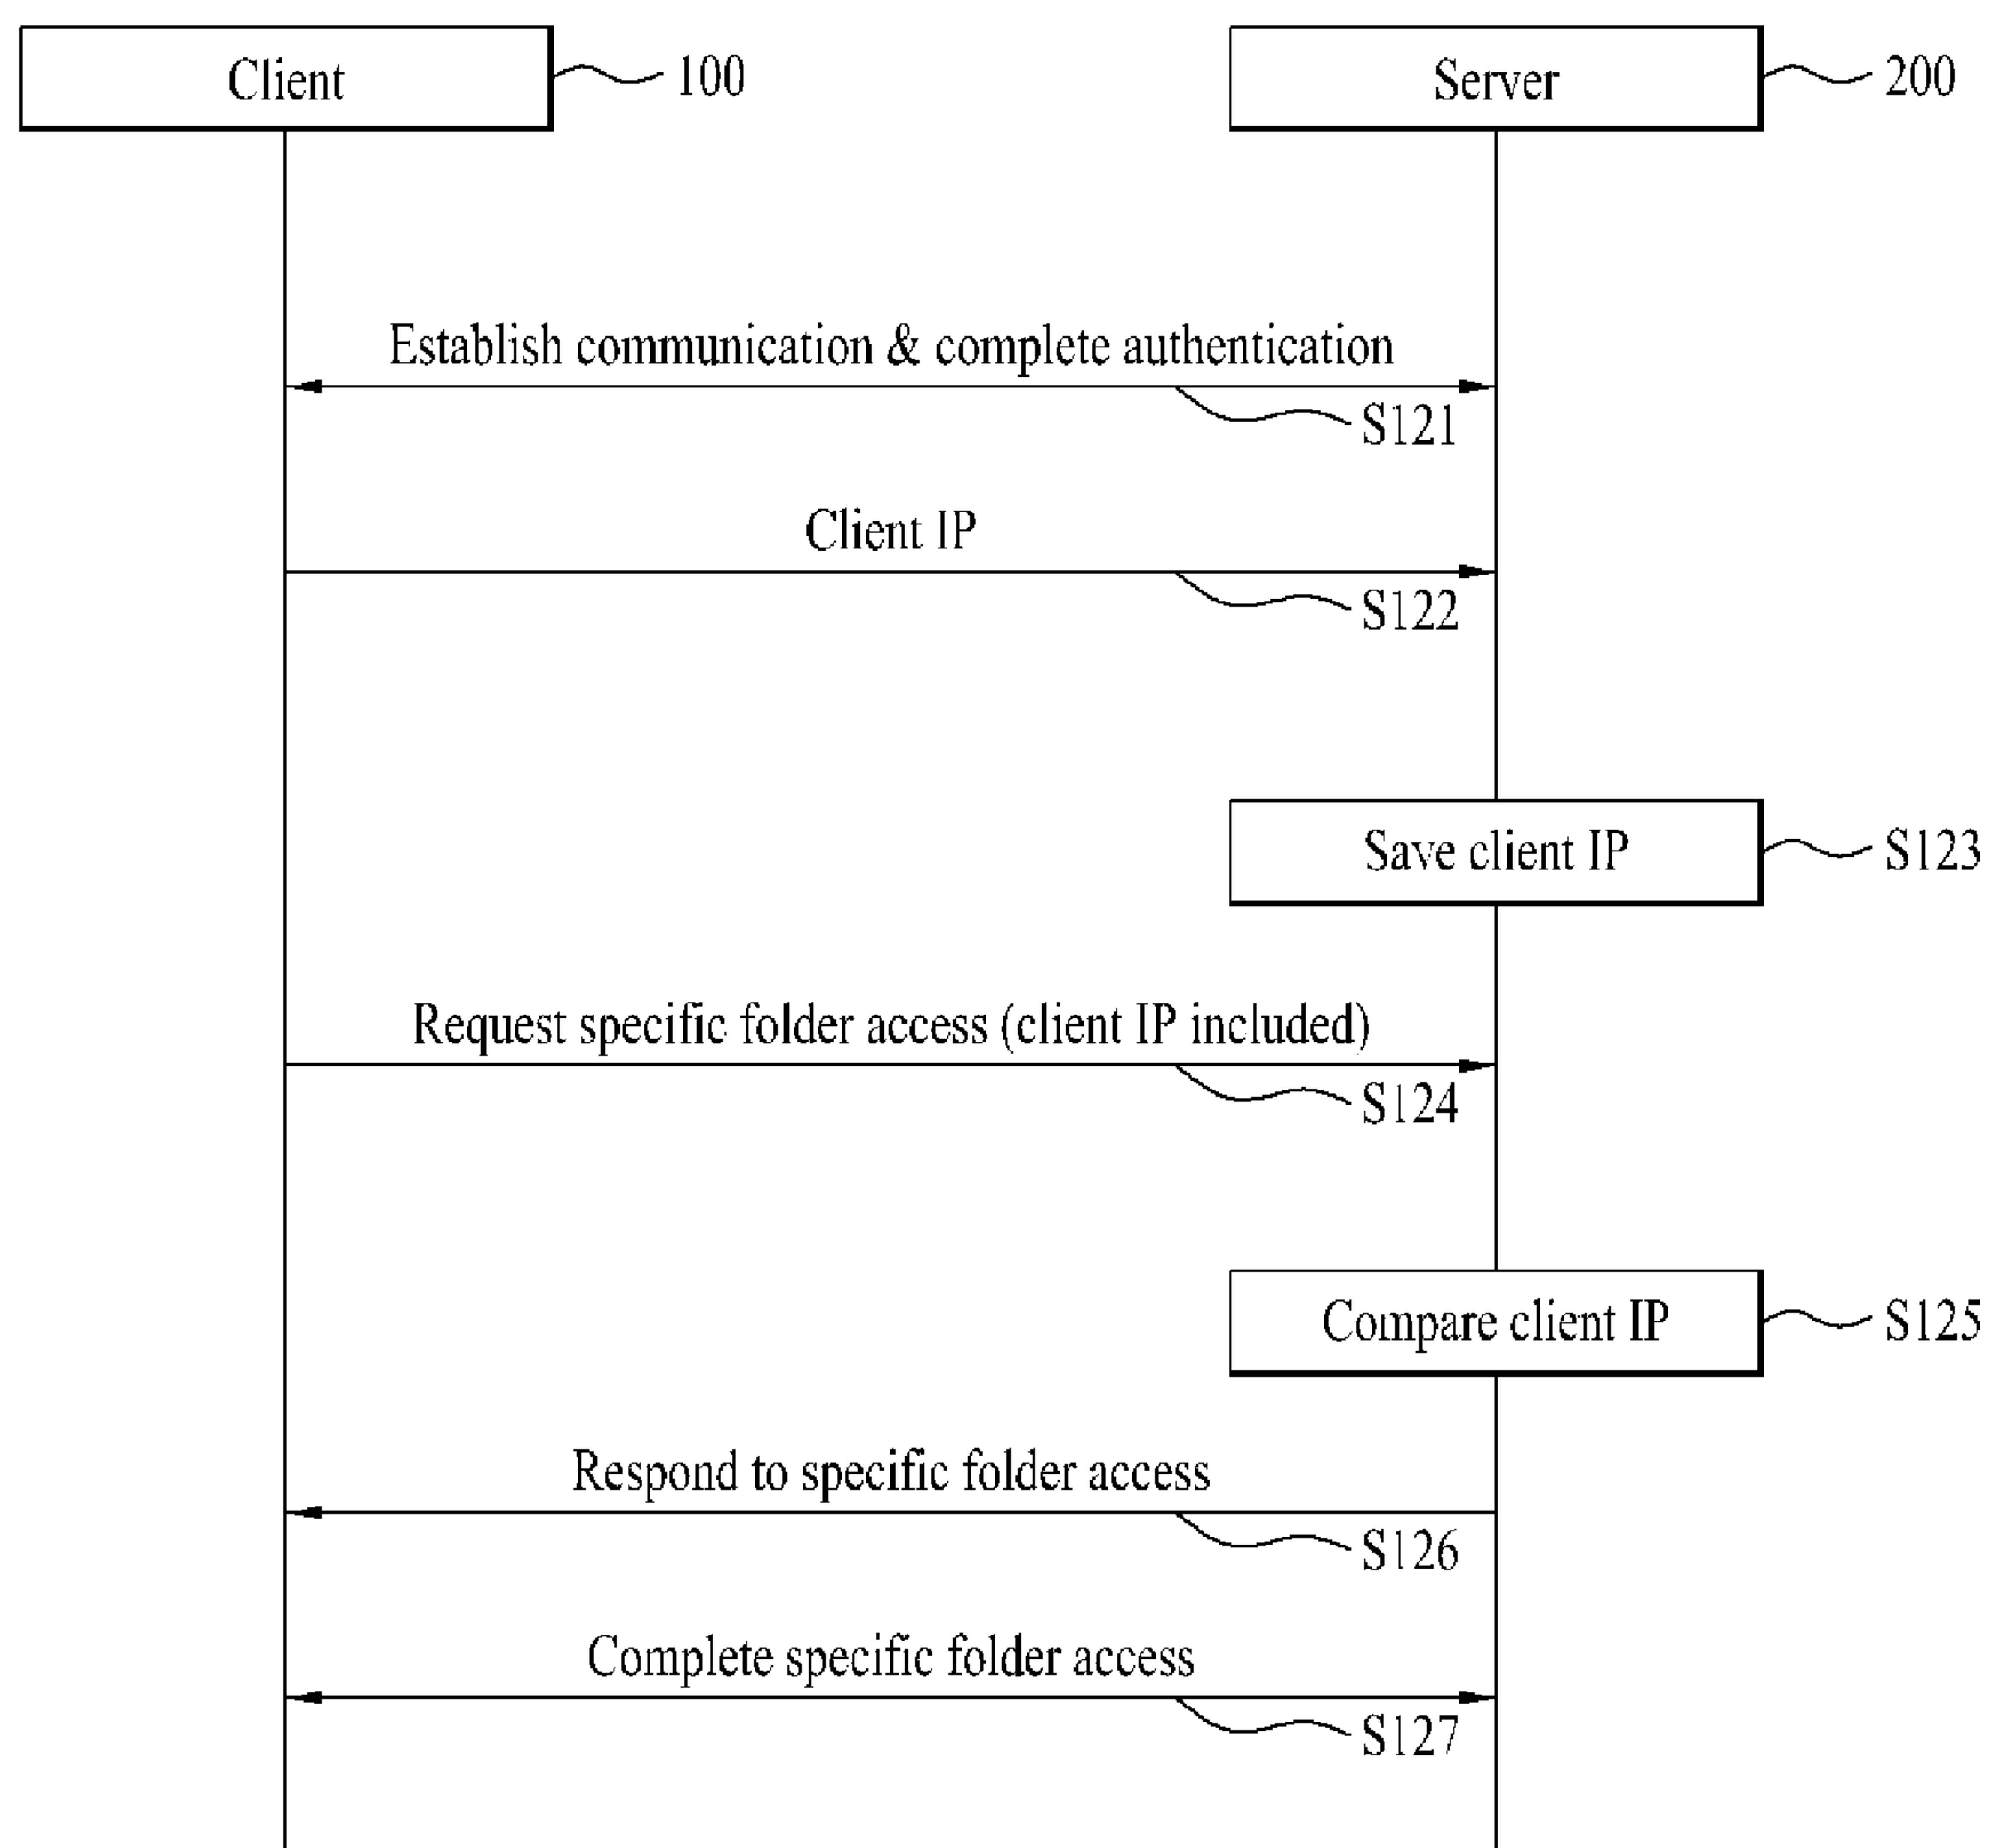 Client
100
Server
200
Establish communication & complete authentication
S121
Client IP
S122
Save client IP
S123
Request specific folder access (client IP included)
S124
Compare client IP
S125
Respond to specific folder access
S126
Complete specific folder access
S127